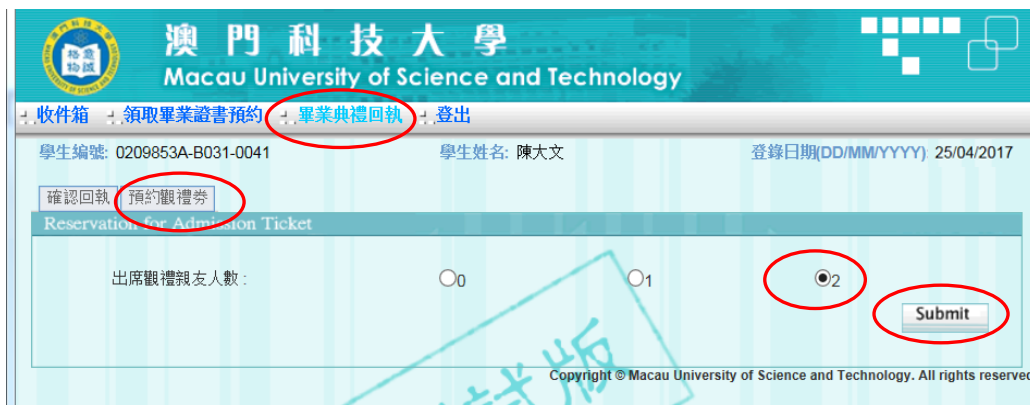 澳門科技大學
Macau University of Science and Technology
收件箱 領取畢業證書預約 畢業典禮回執 登出
學生編號: 0209853A-B031-0041 學生姓名: 陳大文 登錄日期(DD/MM/YYYY): 25/04/2017
確認回執 預約觀禮券
Reservation for Admission Ticket
出席觀禮親友人數 : 0 1 2
Submit
試版
Copyright © Macau University of Science and Technology. All rights reserved